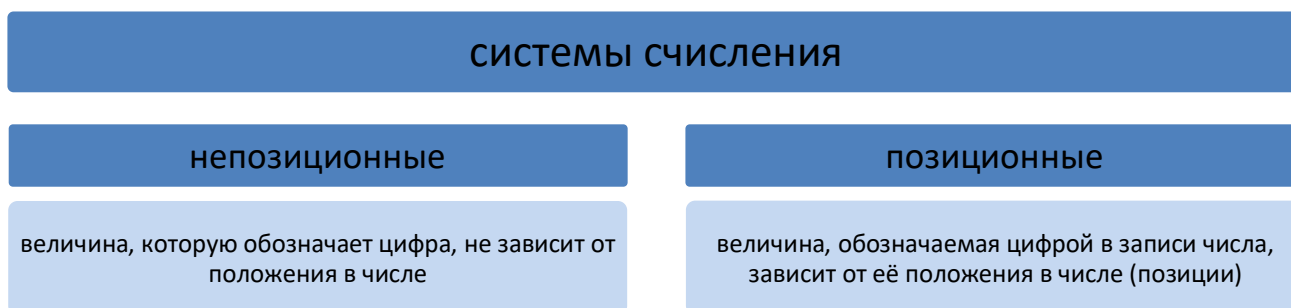 системы счисления
непозиционные
величина, которую обозначает цифра, не зависит от
положения в числе
позиционные
величина, обозначаемая цифрой в записи числа,
зависит от её положения в числе (позиции)